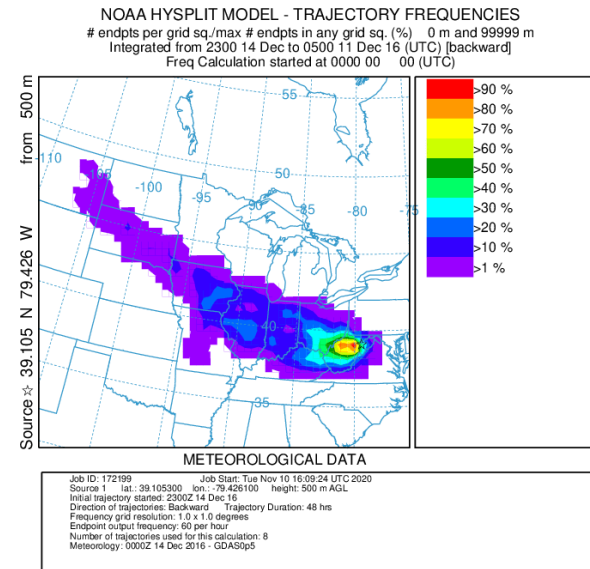 NOAA HYSPLIT MODEL - TRAJECTORY FREQUENCIES
# endpts per grid sq./max # endpts in any grid sq. (%)    0 m and 99999 m
Integrated from 2300 14 Dec to 0500 11 Dec 16 (UTC) [backward]
Freq Calculation started at 0000 00    00 (UTC)
Source ☆ 39.105 N 79.426 W    from 500 m
55
-110
-105
-100
-95
50
-90
-85
-80
-75
40
35
>90 %
>80 %
>70 %
>60 %
>50 %
>40 %
>30 %
>20 %
>10 %
>1 %
METEOROLOGICAL DATA
Job ID: 172199    Job Start: Tue Nov 10 16:09:24 UTC 2020
Source 1    lat.: 39.105300    lon.: -79.426100    height: 500 m AGL
Initial trajectory started: 2300Z 14 Dec 16
Direction of trajectories: Backward    Trajectory Duration: 48 hrs
Frequency grid resolution: 1.0 x 1.0 degrees
Endpoint output frequency: 60 per hour
Number of trajectories used for this calculation: 8
Meteorology: 0000Z 14 Dec 2016 - GDAS0p5